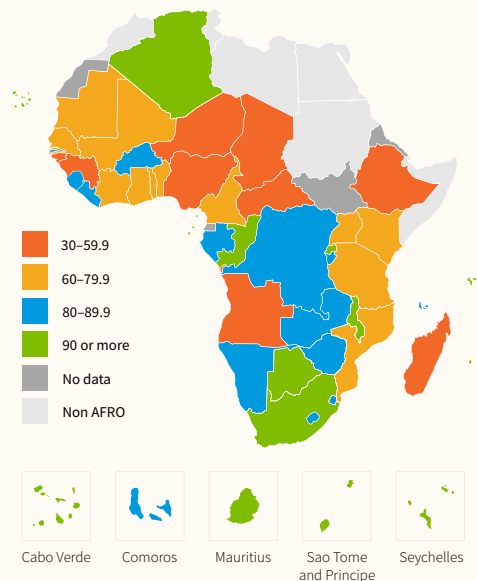 30–59.9
60–79.9
80–89.9
90 or more
No data
Non AFRO
Cabo Verde
Comoros
Mauritius
Sao Tome
and Principe
Seychelles